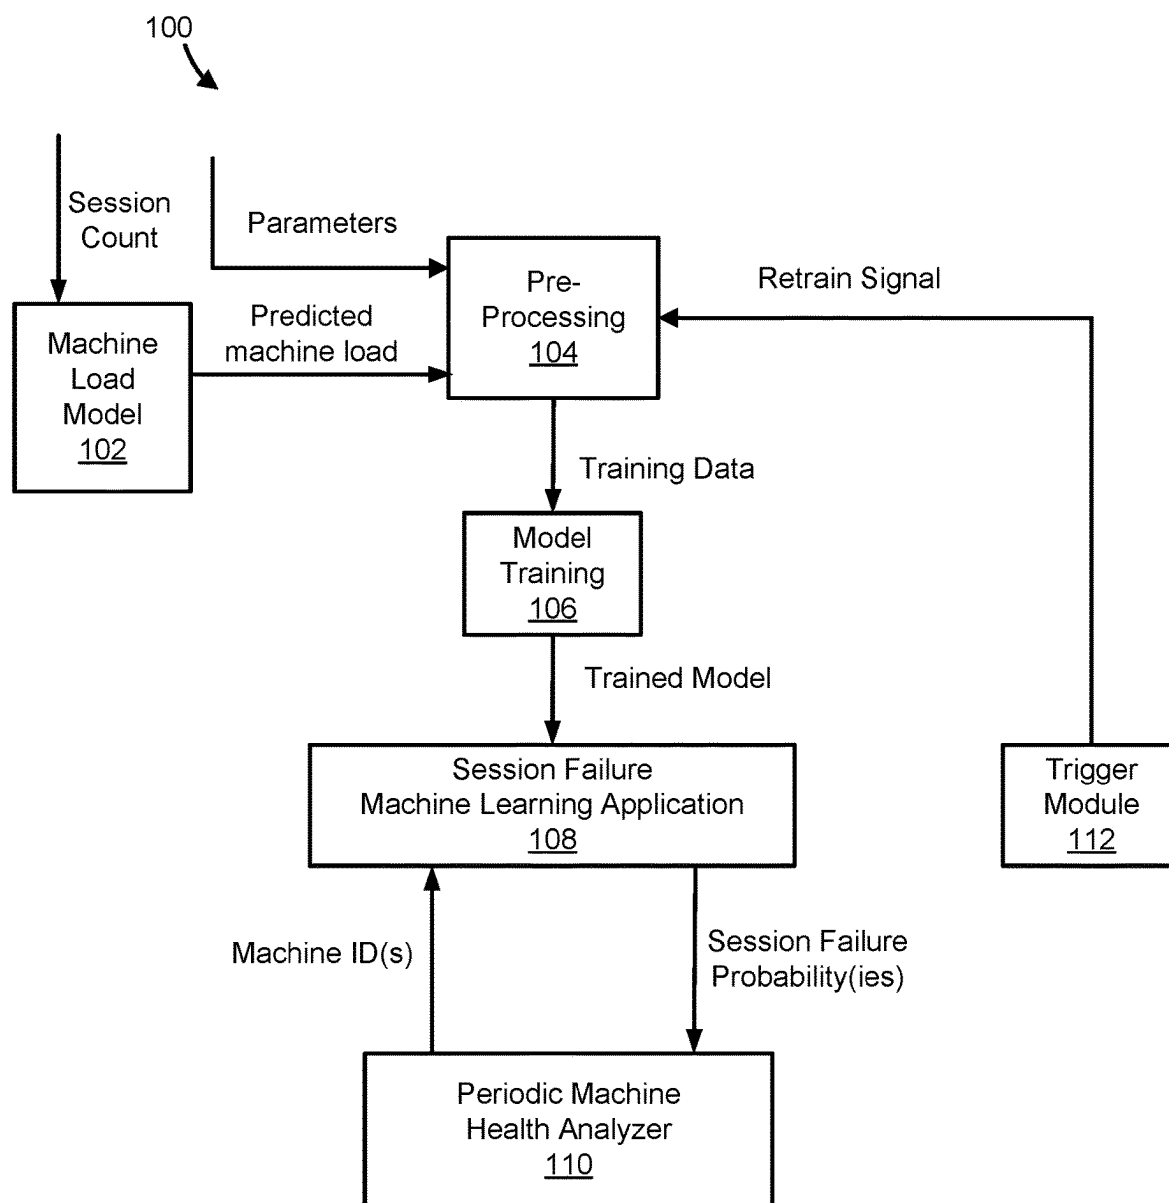 100
Session
Count
Parameters
Pre-
Processing
104
Retrain Signal
Machine
Load
Model
102
Predicted
machine load
Training Data
Model
Training
106
Trained Model
Session Failure
Machine Learning Application
108
Trigger
Module
112
Machine ID(s)
Session Failure
Probability(ies)
Periodic Machine
Health Analyzer
110